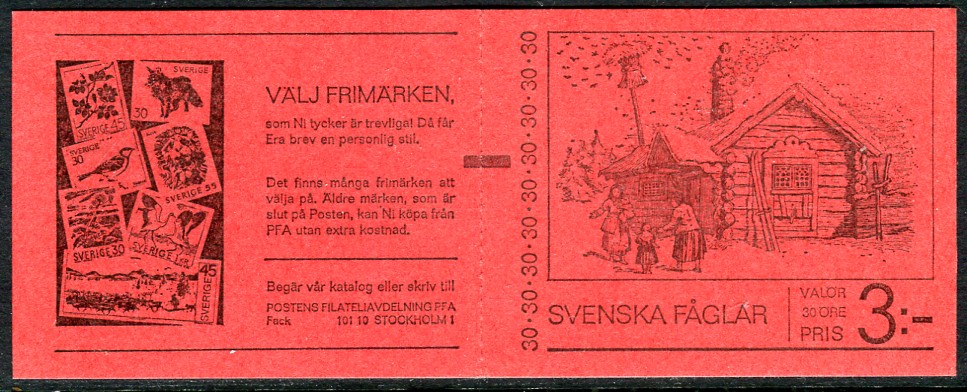 SVERIGE
30
SVERIGE 45
SVERIGE
30
SVERIGE 55
SVERIGE 30
SVERIGE
45
SVERIGE
VÄLJ FRIMÄRKEN,
som Ni tycker är trevliga! Då får
Era brev en personlig stil.
Det finns många frimärken att
välja på. Äldre märken, som är
slut på Posten, kan Ni köpa från
PFA utan extra kostnad.
Begär vår katalog eller skriv till
POSTENS FILATELIAVDELNING PFA
Fack 101 10 STOCKHOLM 1
30·30·30·30·30·30·30·30·30
SVENSKA FÅGLAR
VALÖR
30 ÖRE
PRIS
3:-